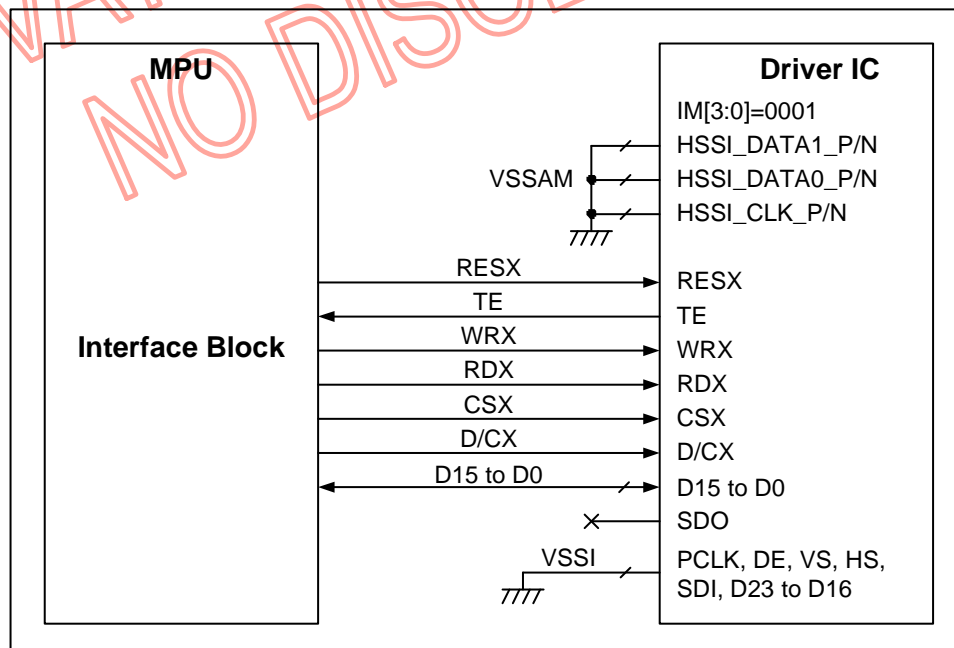 NO DISCL
MPU
Driver IC
IM[3:0]=0001
HSSI_DATA1_P/N
VSSAM
HSSI_DATA0_P/N
HSSI_CLK_P/N
RESX
RESX
TE
TE
Interface Block
WRX
WRX
RDX
RDX
CSX
CSX
D/CX
D/CX
D15 to D0
D15 to D0
SDO
VSSI
PCLK, DE, VS, HS,
SDI, D23 to D16